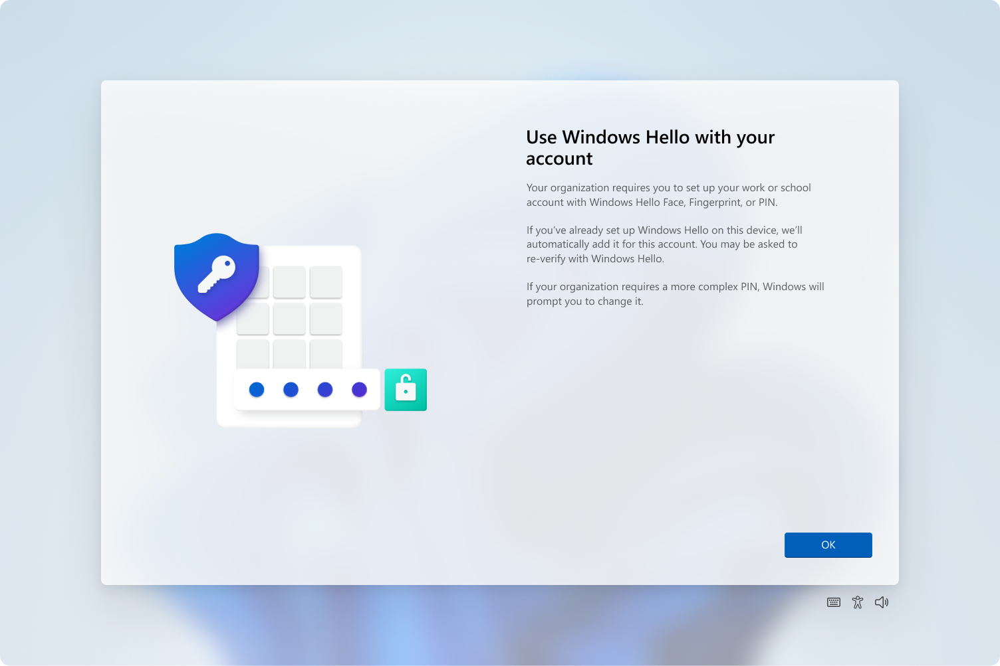 Use Windows Hello with your
account
Your organization requires you to set up your work or school
account with Windows Hello Face, Fingerprint, or PIN.
If you’ve already set up Windows Hello on this device, we’ll
automatically add it for this account. You may be asked to
re-verify with Windows Hello.
If your organization requires a more complex PIN, Windows will
prompt you to change it.
OK